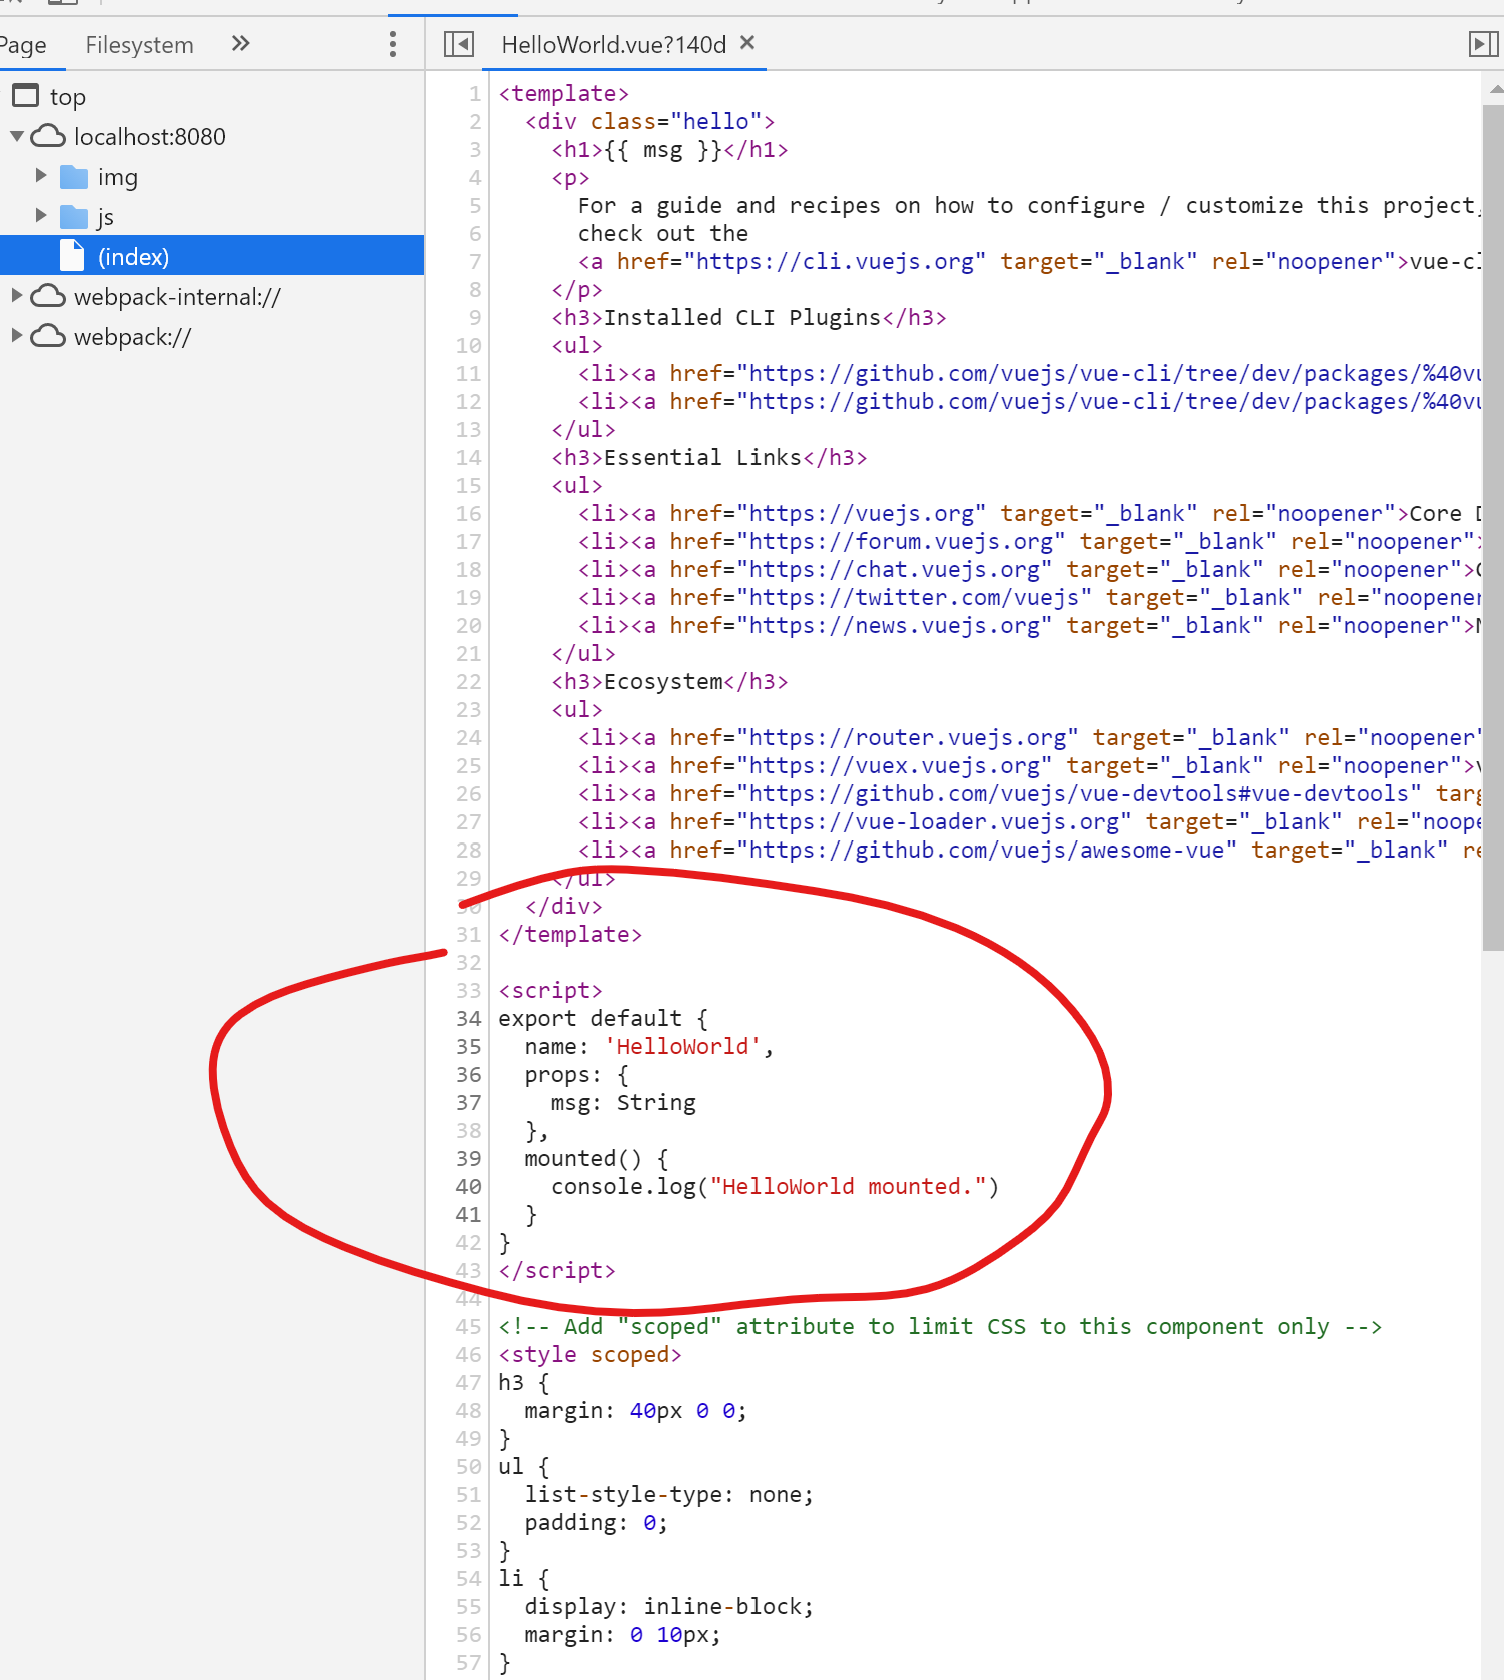 Page Filesystem
top
localhost:8080
img
js
(index)
webpack-internal://
webpack://
HelloWorld.vue?140d
1 <template>
2 <div class="hello">
3 <h1>{{ msg }}</h1>
4 <p>
5 For a guide and recipes on how to configure / customize this project,
6 check out the
7 <a href="https://cli.vuejs.org" target="_blank" rel="noopener">vue-cl
8 </p>
9 <h3>Installed CLI Plugins</h3>
10 <ul>
11 <li><a href="https://github.com/vuejs/vue-cli/tree/dev/packages/%40vu
12 <li><a href="https://github.com/vuejs/vue-cli/tree/dev/packages/%40vu
13 </ul>
14 <h3>Essential Links</h3>
15 <ul>
16 <li><a href="https://vuejs.org" target="_blank" rel="noopener">Core
17 <li><a href="https://forum.vuejs.org" target="_blank" rel="noopener">
18 <li><a href="https://chat.vuejs.org" target="_blank" rel="noopener">
19 <li><a href="https://twitter.com/vuejs" target="_blank" rel="noopener
20 <li><a href="https://news.vuejs.org" target="_blank" rel="noopener">
21 </ul>
22 <h3>Ecosystem</h3>
23 <ul>
24 <li><a href="https://router.vuejs.org" target="_blank" rel="noopener"
25 <li><a href="https://vuex.vuejs.org" target="_blank" rel="noopener">v
26 <li><a href="https://github.com/vuejs/vue-devtools#vue-devtools" targ
27 <li><a href="https://vue-loader.vuejs.org" target="_blank" rel="noope
28 <li><a href="https://github.com/vuejs/awesome-vue" target="_blank" re
29 </ul>
30 </div>
31 </template>
32
33 <script>
34 export default {
35 name: 'HelloWorld',
36 props: {
37 msg: String
38 },
39 mounted() {
40 console.log("HelloWorld mounted.")
41 }
42 }
43 </script>
44
45 <!-- Add "scoped" attribute to limit CSS to this component only -->
46 <style scoped>
47 h3 {
48 margin: 40px 0 0;
49 }
50 ul {
51 list-style-type: none;
52 padding: 0;
53 }
54 li {
55 display: inline-block;
56 margin: 0 10px;
57 }